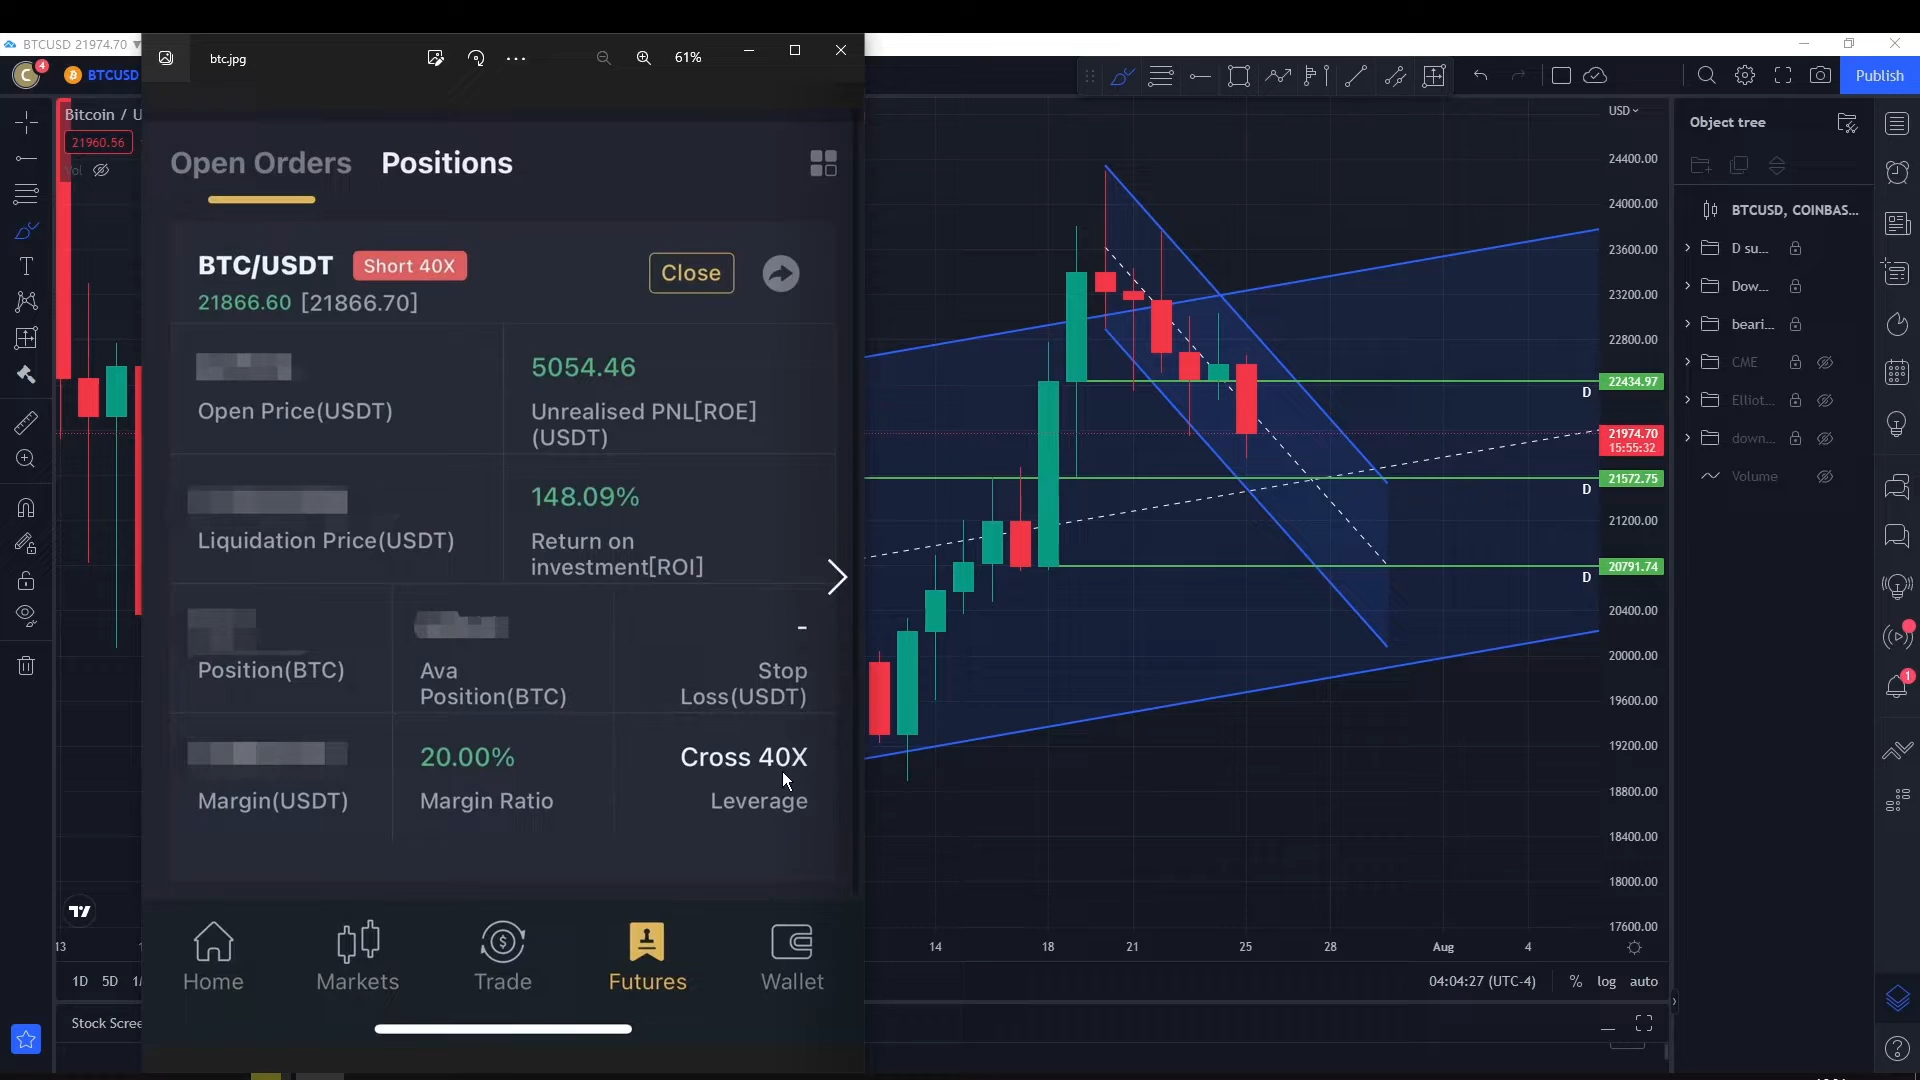 BTCUSD 21974.70
btc.jpg
61%
C
4
BTCUSD
Publish
Bitcoin / U
21960.56
Vol
Open Orders Positions
BTC/USDT Short 40X
21866.60 [21866.70]
Close
5054.46
Open Price(USDT)
Unrealised PNL[ROE]
(USDT)
148.09%
Liquidation Price(USDT)
Return on
investment[ROI]
-
Position(BTC)
Ava
Position(BTC)
Stop
Loss(USDT)
20.00%
Cross 40X
Margin(USDT)
Margin Ratio
Leverage
Home
Markets
Trade
Futures
Wallet
USD
24400.00
24000.00
23600.00
23200.00
22800.00
22434.97
D
21974.70
15:55:32
21572.75
D
21200.00
20791.74
D
20400.00
20000.00
19600.00
19200.00
18800.00
18400.00
18000.00
17600.00
13
14
18
21
25
28
Aug
4
1D 5D
04:04:27 (UTC-4)
%
log
auto
Stock Scree
Object tree
BTCUSD, COINBAS...
D su...
Dow...
beari...
CME
Elliot...
down...
Volume
1